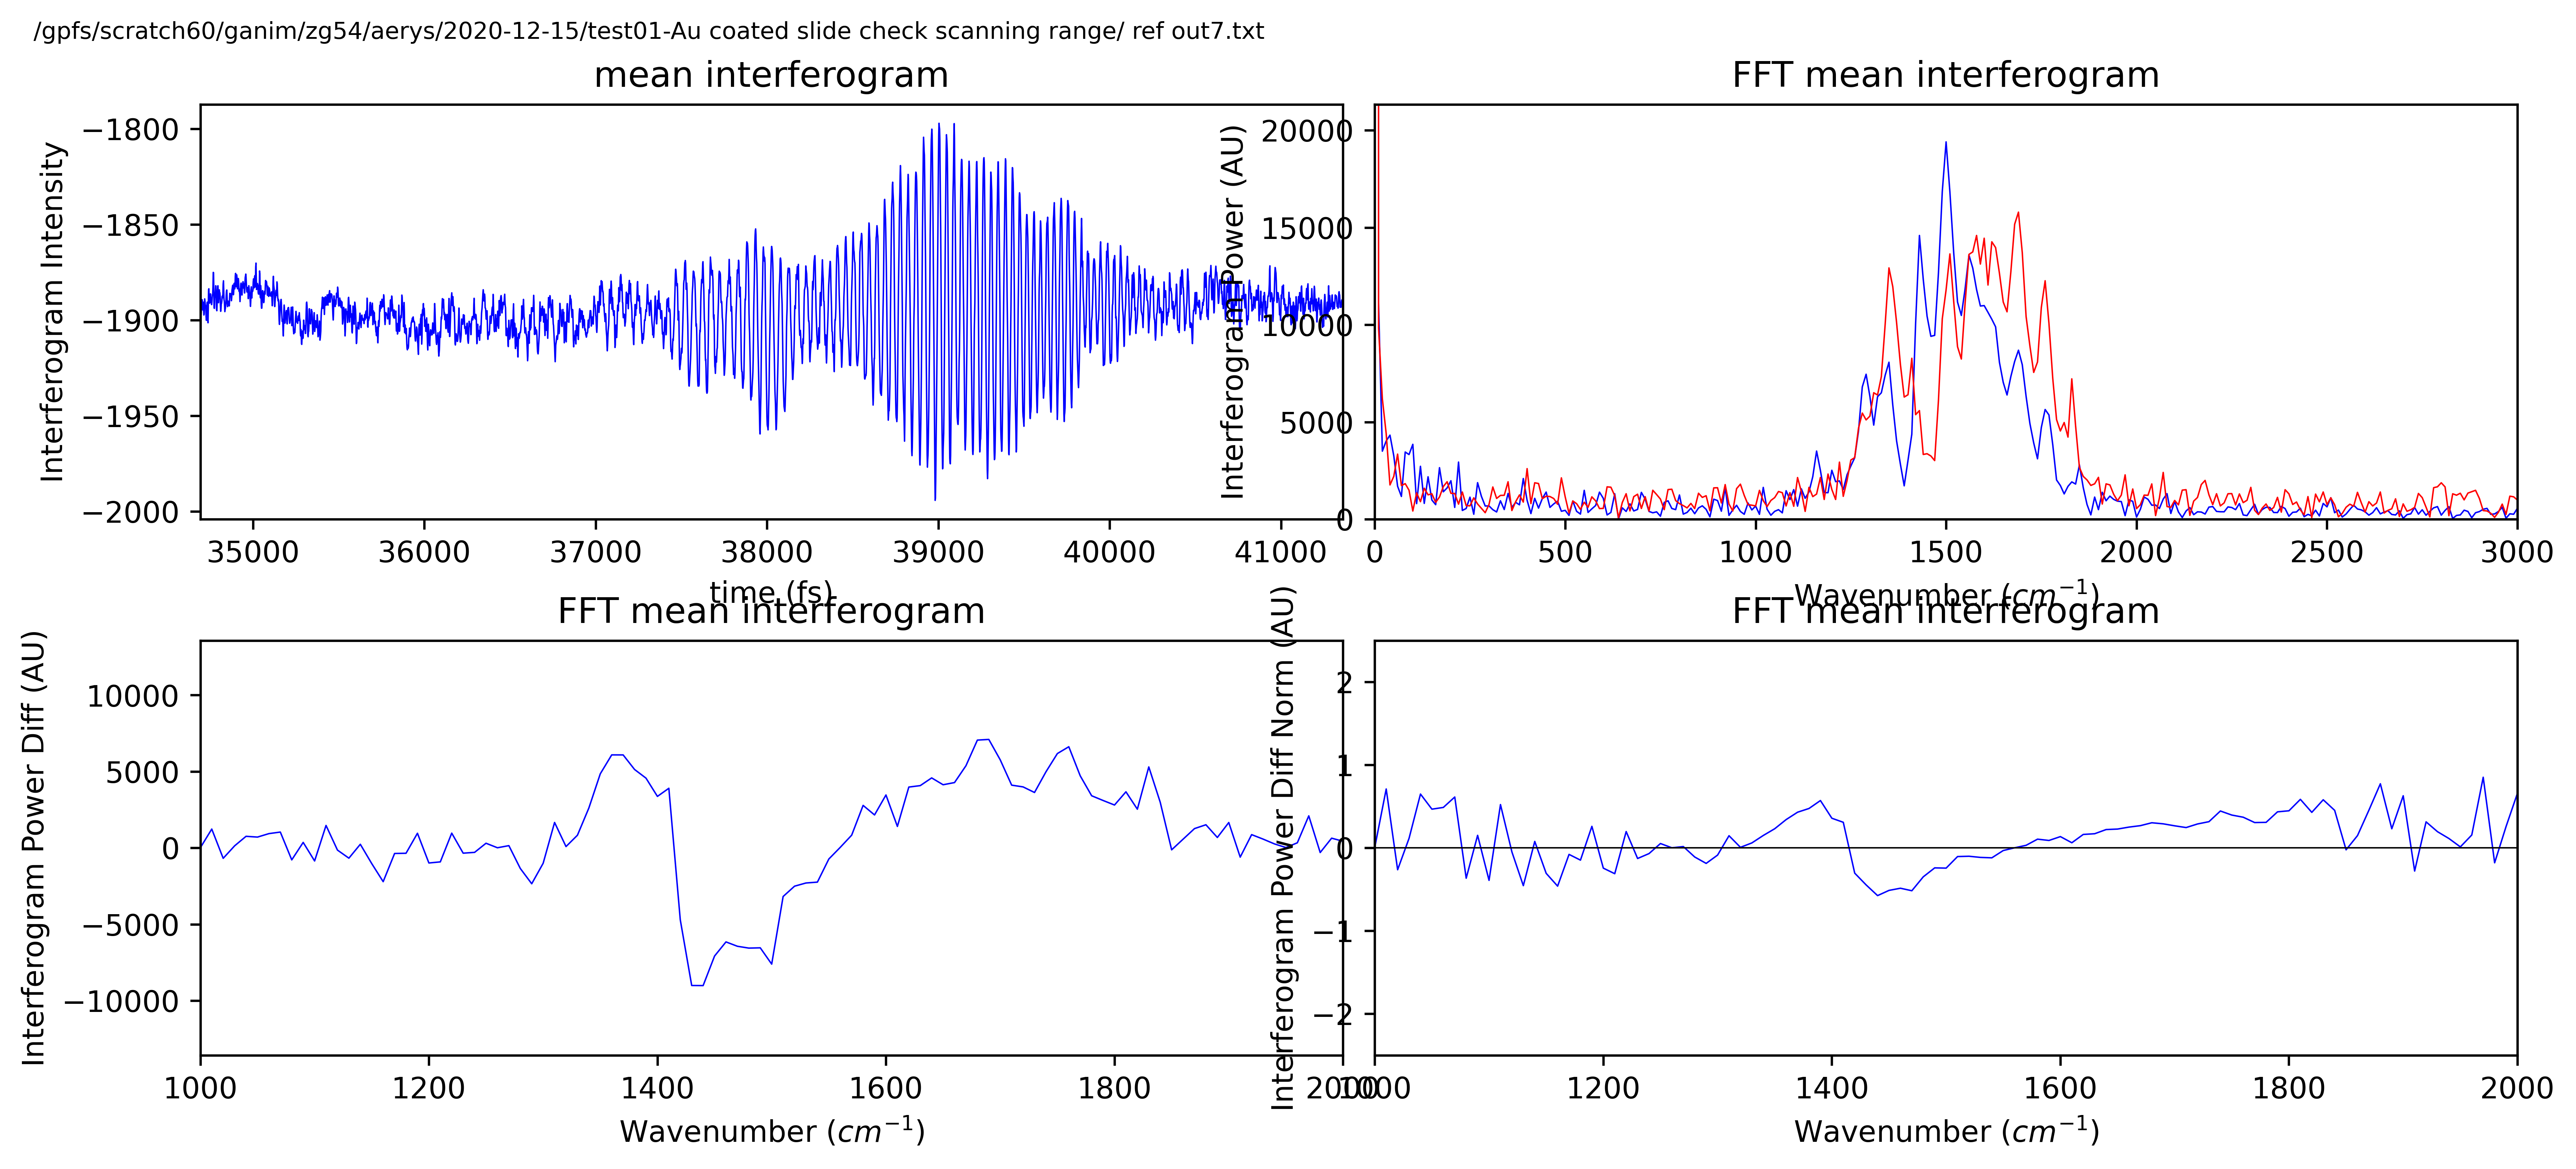 /gpfs/scratch60/ganim/zg54/aerys/2020-12-15/test01-Au coated slide check scanning range/ ref out7.txt
mean interferogram
Interferogram Intensity
−1800
−1850
−1900
−1950
−2000
35000 36000 37000 38000 39000 40000 41000
time (fs)
FFT mean interferogram
Interferogram Power (AU)
20000
15000
10000
5000
0
0 500 1000 1500 2000 2500 3000
Wavenumber (cm⁻¹)
FFT mean interferogram
Interferogram Power Diff (AU)
10000
5000
0
−5000
−10000
1000 1200 1400 1600 1800 2000
Wavenumber (cm⁻¹)
FFT mean interferogram
Interferogram Power Diff Norm (AU)
2
1
0
−1
−2
1000 1200 1400 1600 1800 2000
Wavenumber (cm⁻¹)